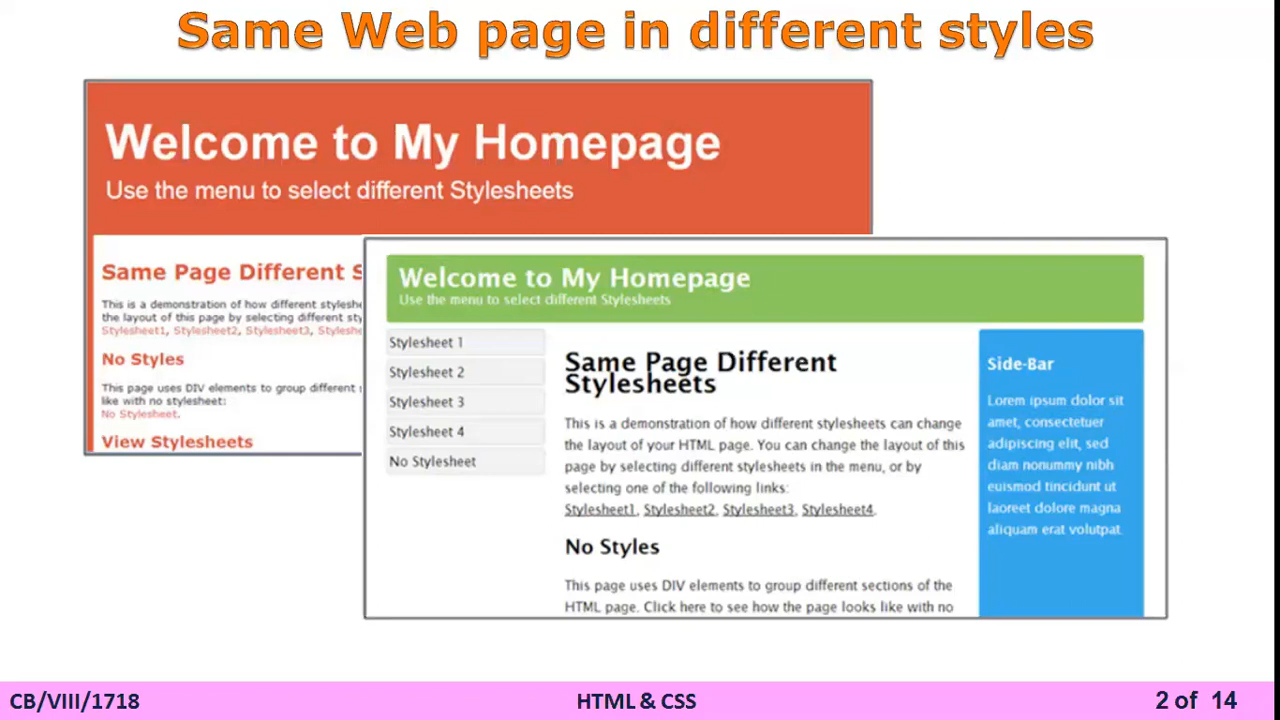 Same Web page in different styles
Welcome to My Homepage
Use the menu to select different Stylesheets
Same Page Different S
This is a demonstration of how different styleshe
the layout of this page by selecting different sty
Stylesheet1, Stylesheet2, Stylesheet3, Styleshe
No Styles
This page uses DIV elements to group different s
like with no stylesheet:
No Stylesheet.
View Stylesheets
Welcome to My Homepage
Use the menu to select different Stylesheets
Stylesheet 1
Stylesheet 2
Stylesheet 3
Stylesheet 4
No Stylesheet
Same Page Different
Stylesheets
This is a demonstration of how different stylesheets can change
the layout of your HTML page. You can change the layout of this
page by selecting different stylesheets in the menu, or by
selecting one of the following links:
Stylesheet1, Stylesheet2, Stylesheet3, Stylesheet4.
No Styles
This page uses DIV elements to group different sections of the
HTML page. Click here to see how the page looks like with no
Side-Bar
Lorem ipsum dolor sit
amet, consectetuer
adipiscing elit, sed
diam nonummy nibh
euismod tincidunt ut
laoreet dolore magna
aliquam erat volutpat.
CB/VIII/1718
HTML & CSS
2 of 14